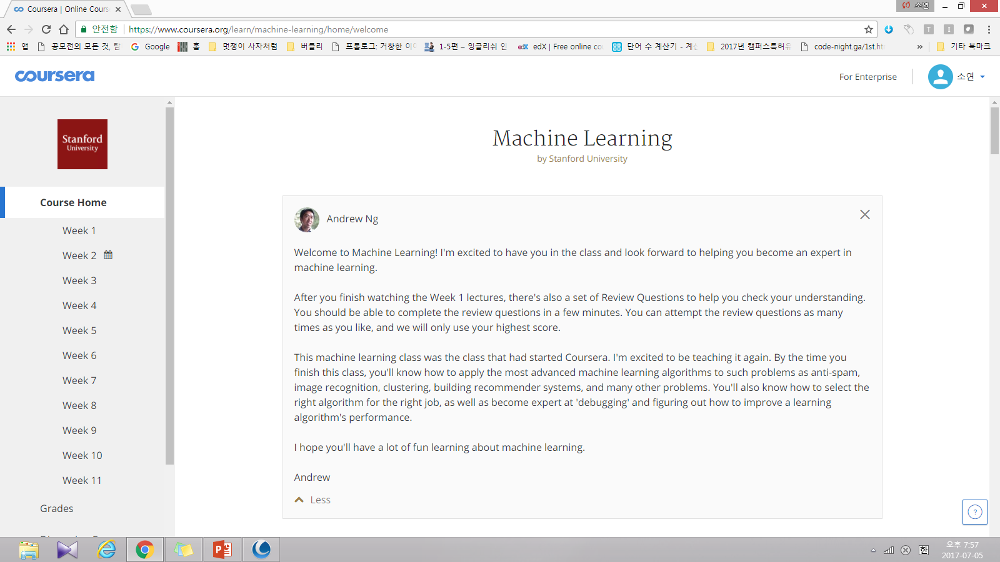 Coursera | Online Cours
소연
안전함 | https://www.coursera.org/learn/machine-learning/home/welcome
앱 공모전의 모든 것, 탐 Google 홈 멋쟁이 사자처럼 버클리 프롤로그: 거창한 이 1-5편 – 잉글리쉬 인 edX | Free online co 단어 수 계산기 - 계 2017년 캠퍼스특허유 code-night.ga/1st.ht » 기타 북마크
coursera
For Enterprise
소연
Stanford
University
Course Home
Week 1
Week 2
Week 3
Week 4
Week 5
Week 6
Week 7
Week 8
Week 9
Week 10
Week 11
Grades
Machine Learning
by Stanford University
Andrew Ng
Welcome to Machine Learning! I'm excited to have you in the class and look forward to helping you become an expert in
machine learning.
After you finish watching the Week 1 lectures, there's also a set of Review Questions to help you check your understanding.
You should be able to complete the review questions in a few minutes. You can attempt the review questions as many
times as you like, and we will only use your highest score.
This machine learning class was the class that had started Coursera. I'm excited to be teaching it again. By the time you
finish this class, you'll know how to apply the most advanced machine learning algorithms to such problems as anti-spam,
image recognition, clustering, building recommender systems, and many other problems. You'll also know how to select the
right algorithm for the right job, as well as become expert at 'debugging' and figuring out how to improve a learning
algorithm's performance.
I hope you'll have a lot of fun learning about machine learning.
Andrew
Less
?
한
오후 7:57
2017-07-05